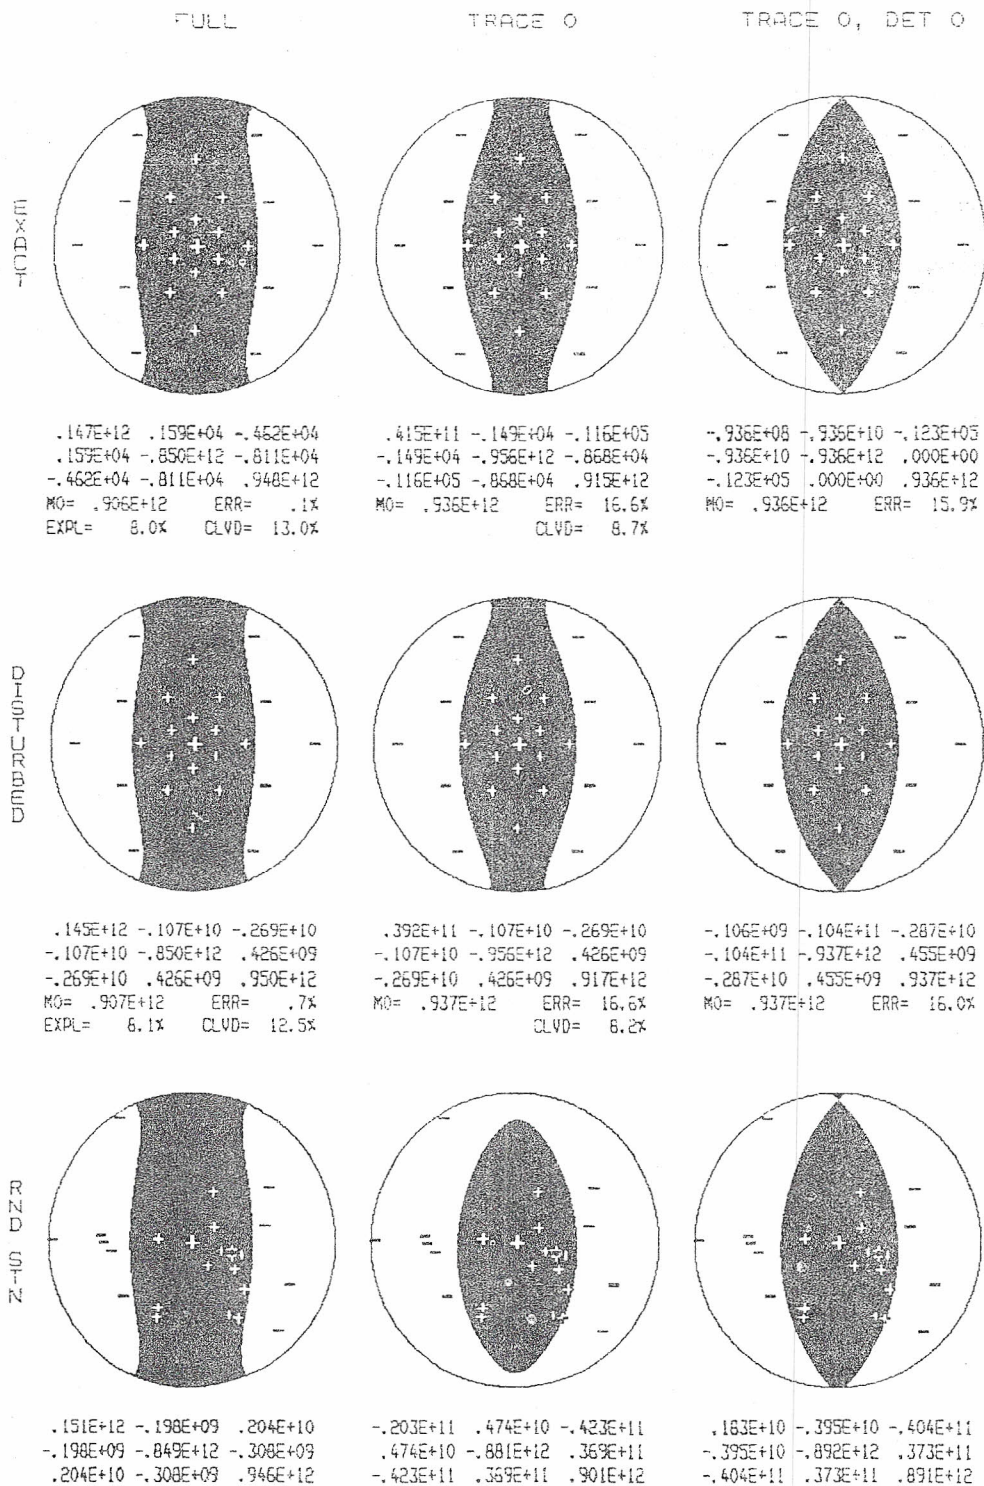 FULL TRACE 0 TRACE 0, DET 0
EXACT
.147E+12 .159E+04 -.462E+04
.159E+04 -.850E+12 -.811E+04
-.462E+04 -.811E+04 .948E+12
M0= .906E+12 ERR= .1%
EXPL= 8.0% CLVD= 13.0%
.415E+11 -.149E+04 -.116E+05
-.149E+04 -.956E+12 -.868E+04
-.116E+05 -.868E+04 .915E+12
M0= .936E+12 ERR= 16.6%
CLVD= 8.7%
-.936E+08 -.936E+10 -.123E+05
-.936E+10 -.936E+12 .000E+00
-.123E+05 .000E+00 .936E+12
M0= .936E+12 ERR= 15.9%
DISTURBED
.145E+12 -.107E+10 -.269E+10
-.107E+10 -.850E+12 .426E+09
-.269E+10 .426E+09 .950E+12
M0= .907E+12 ERR= .7%
EXPL= 8.1% CLVD= 12.5%
.392E+11 -.107E+10 -.269E+10
-.107E+10 -.956E+12 .426E+09
-.269E+10 .426E+09 .917E+12
M0= .937E+12 ERR= 16.6%
CLVD= 8.2%
-.106E+09 -.104E+11 -.287E+10
-.104E+11 -.937E+12 .455E+09
-.287E+10 .455E+09 .937E+12
M0= .937E+12 ERR= 16.0%
RND STN
.151E+12 -.198E+09 .204E+10
-.198E+09 -.849E+12 -.308E+09
.204E+10 -.308E+09 .946E+12
-.203E+11 .474E+10 -.423E+11
.474E+10 -.881E+12 .369E+11
-.423E+11 .369E+11 .901E+12
.183E+10 -.395E+10 -.404E+11
-.395E+10 -.892E+12 .373E+11
-.404E+11 .373E+11 .891E+12